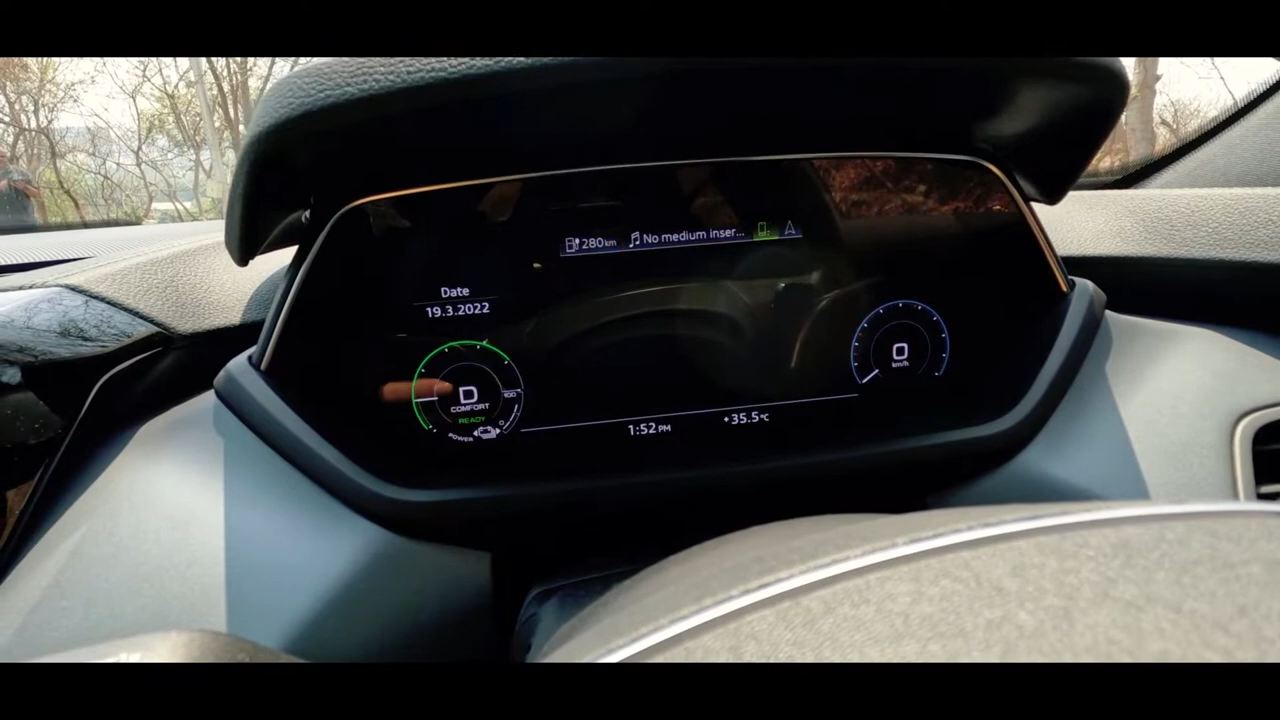 280km No medium inser...
Date
19.3.2022
D
COMFORT
READY
POWER
100
0
0
km/h
1:52 PM
+35.5°C